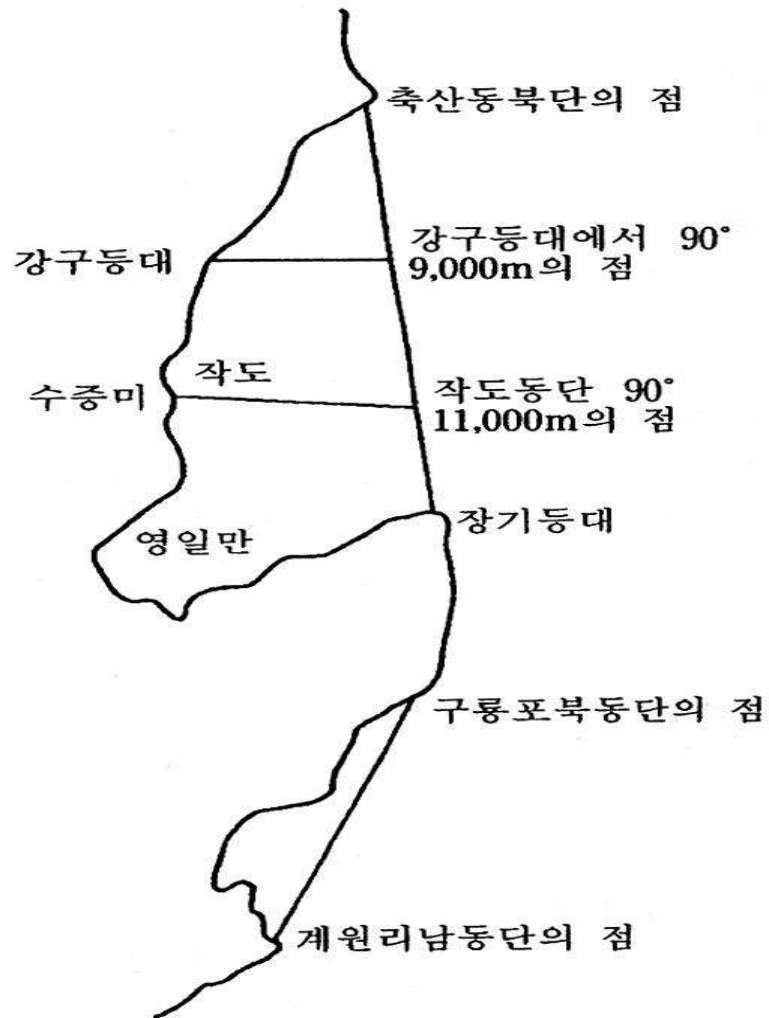 축산동북단의 점
강구등대
강구등대에서 90°
9,000m의 점
작도
수중미
작도동단 90°
11,000m의 점
영일만
장기등대
구룡포북동단의 점
계원리남동단의 점